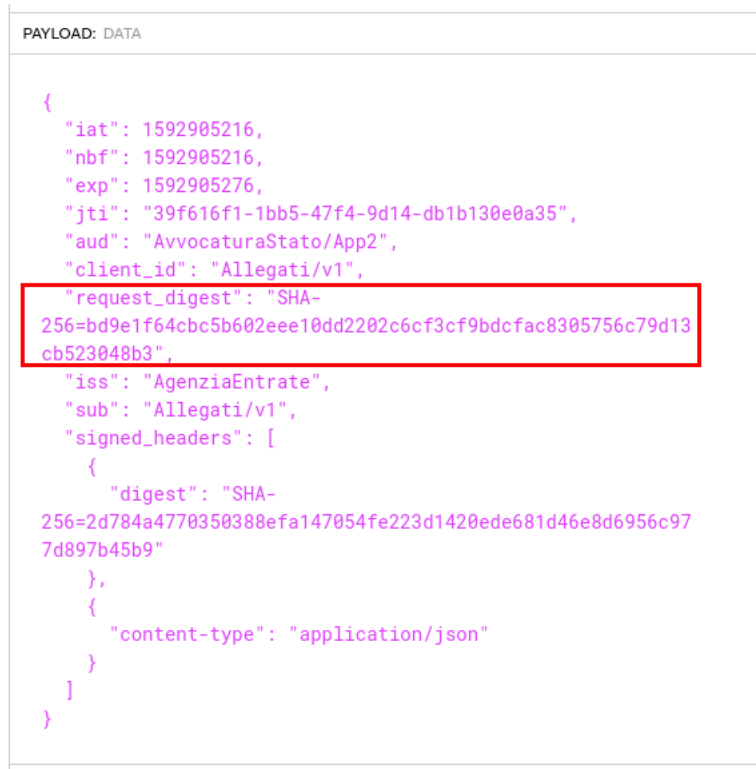 PAYLOAD: DATA
{
"iat": 1592905216,
"nbf": 1592905216,
"exp": 1592905276,
"jti": "39f616f1-1bb5-47f4-9d14-db1b130e0a35",
"aud": "AvvocaturaStato/App2",
"client_id": "Allegati/v1",
"request_digest": "SHA-
256=bd9e1f64cbc5b602eee10dd2202c6cf3cf9bdcfac8305756c79d13
cb523048b3",
"iss": "AgenziaEntrate",
"sub": "Allegati/v1",
"signed_headers": [
{
"digest": "SHA-
256=2d784a4770350388efa147054fe223d1420ede681d46e8d6956c97
7d897b45b9"
},
{
"content-type": "application/json"
}
]
}